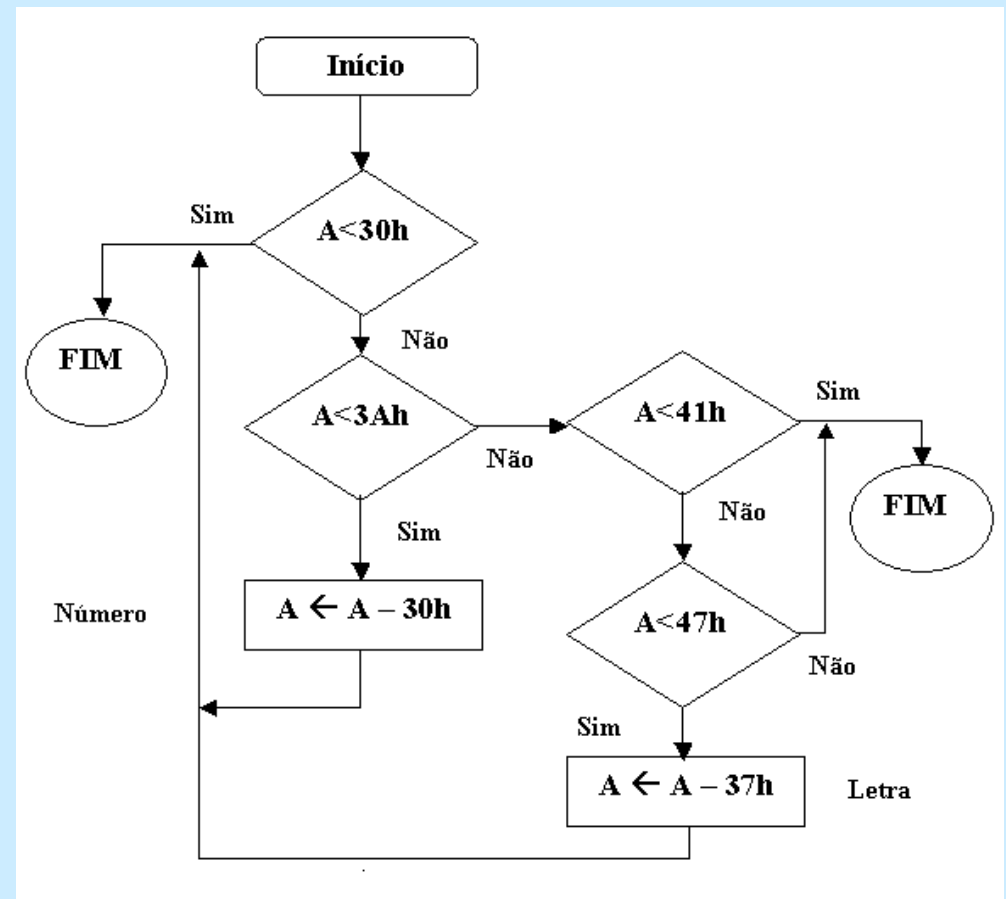 Início
Sim
A<30h
Não
FIM
A<3Ah
Não
A<41h
Sim
FIM
Sim
Não
Número
A ← A – 30h
A<47h
Não
Sim
A ← A – 37h
Letra